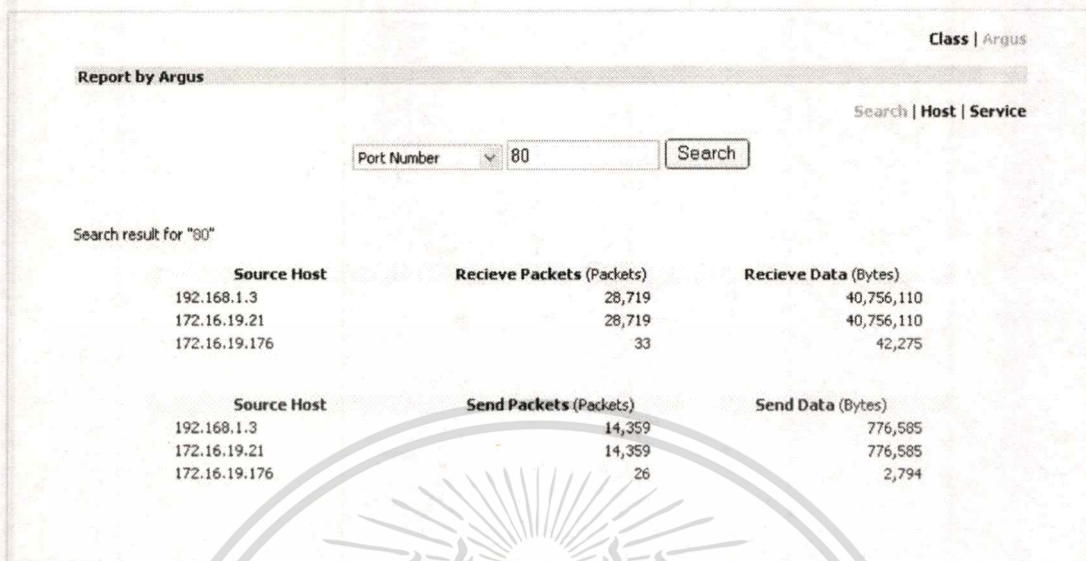 Class | Argus
Report by Argus
Search | Host | Service
Port Number 80 Search
Search result for "80"
Source Host Recieve Packets (Packets) Recieve Data (Bytes)
192.168.1.3 28,719 40,756,110
172.16.19.21 28,719 40,756,110
172.16.19.176 33 42,275
Source Host Send Packets (Packets) Send Data (Bytes)
192.168.1.3 14,359 776,585
172.16.19.21 14,359 776,585
172.16.19.176 26 2,794